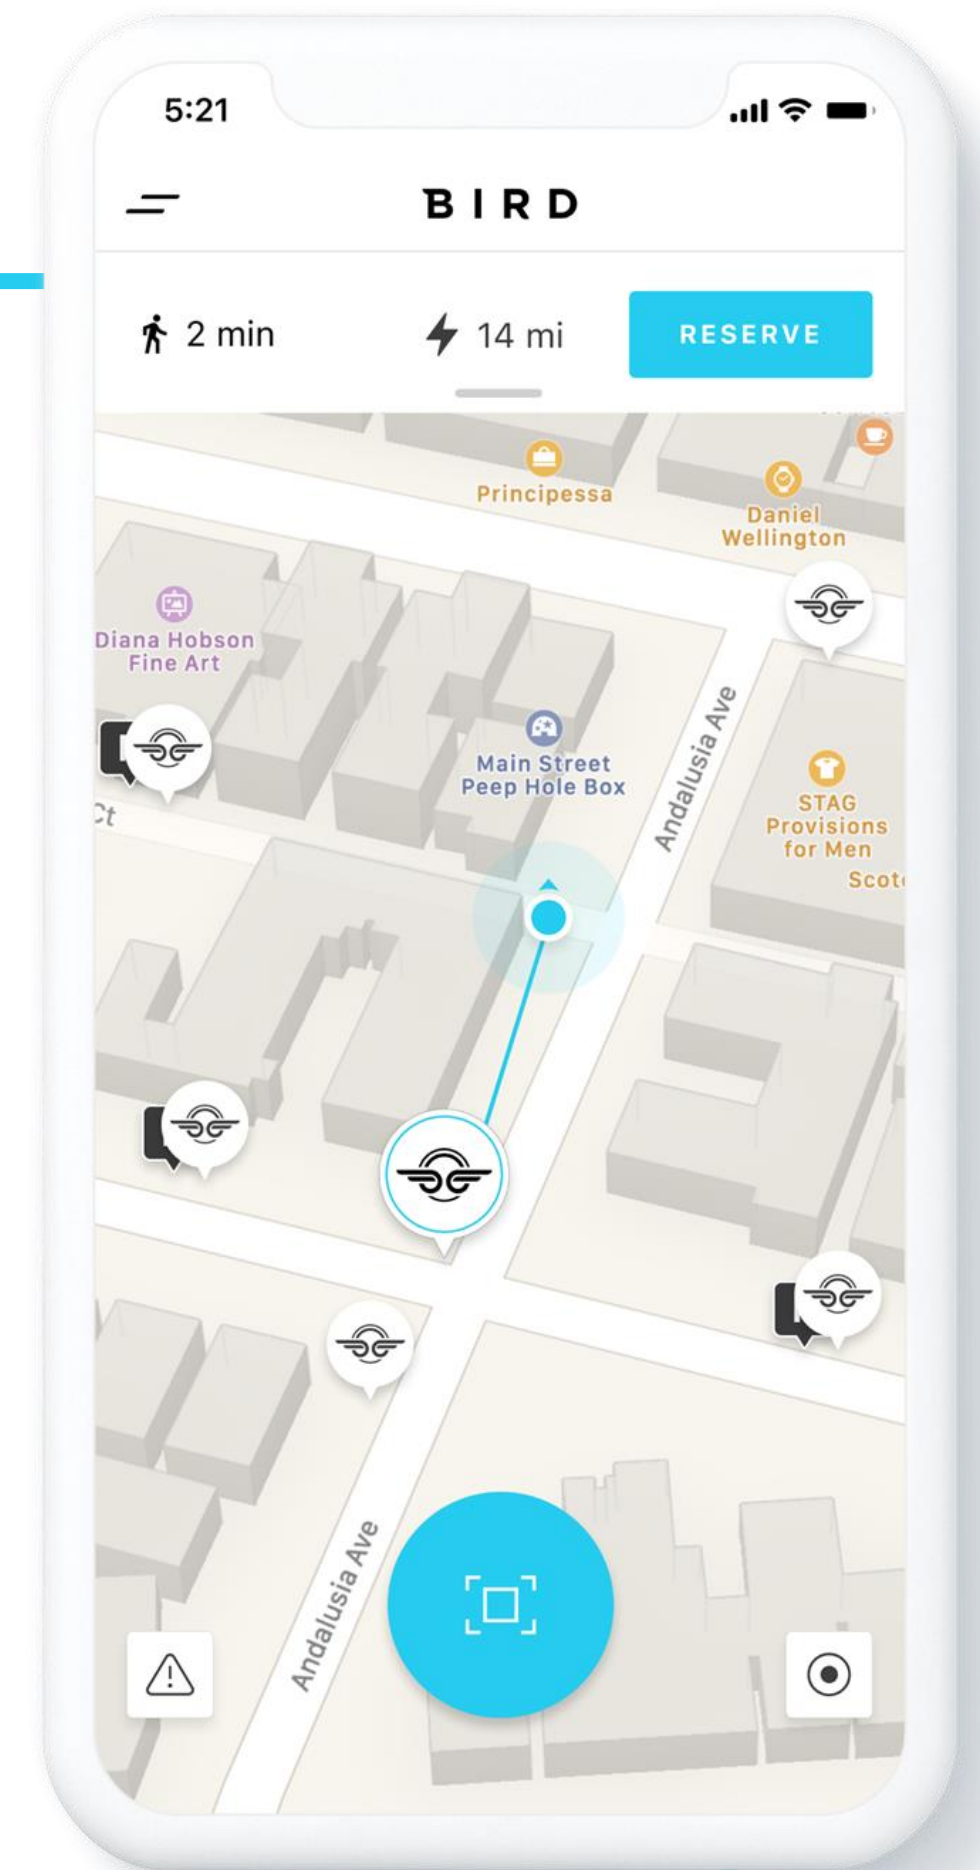 5:21
BIRD
2 min
14 mi
RESERVE
Principessa
Daniel
Wellington
Diana Hobson
Fine Art
Main Street
Peep Hole Box
Andalusia Ave
STAG
Provisions
for Men
Ct
Andalusia Ave